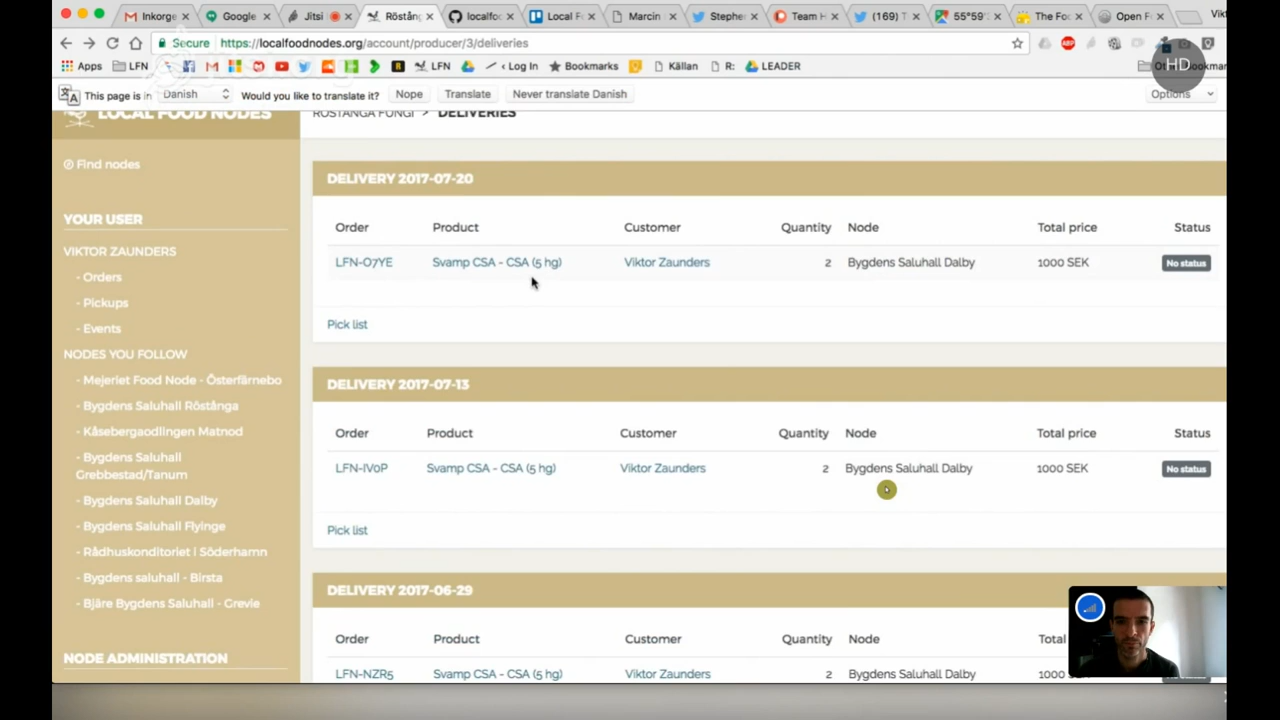 Inkorge Google Jitsi Röstång localfoo Local F Marcin Stephe Team H (169) T 55°59' The Foo Open F Vikt
Secure https://localfoodnodes.org/account/producer/3/deliveries
HD
Apps LFN LFN < Log In Bookmarks Källan R: LEADER
This page is in Danish Would you like to translate it? Nope Translate Never translate Danish Options
LOCAL FOOD NODES
RÖSTÅNGA FUNGI > DELIVERIES
Find nodes
YOUR USER
VIKTOR ZAUNDERS
- Orders
- Pickups
- Events
NODES YOU FOLLOW
- Mejeriet Food Node - Österfärnebo
- Bygdens Saluhall Röstånga
- Kåsebergaodlingen Matnod
- Bygdens Saluhall
Grebbestad/Tanum
- Bygdens Saluhall Dalby
- Bygdens Saluhall Flyinge
- Rådhuskonditoriet i Söderhamn
- Bygdens saluhall - Birsta
- Bjäre Bygdens Saluhall - Grevie
NODE ADMINISTRATION
DELIVERY 2017-07-20
Order Product Customer Quantity Node Total price Status
LFN-O7YE Svamp CSA - CSA (5 hg) Viktor Zaunders 2 Bygdens Saluhall Dalby 1000 SEK No status
Pick list
DELIVERY 2017-07-13
Order Product Customer Quantity Node Total price Status
LFN-IV0P Svamp CSA - CSA (5 hg) Viktor Zaunders 2 Bygdens Saluhall Dalby 1000 SEK No status
Pick list
DELIVERY 2017-06-29
Order Product Customer Quantity Node Total
LFN-NZR5 Svamp CSA - CSA (5 hg) Viktor Zaunders 2 Bygdens Saluhall Dalby 1000